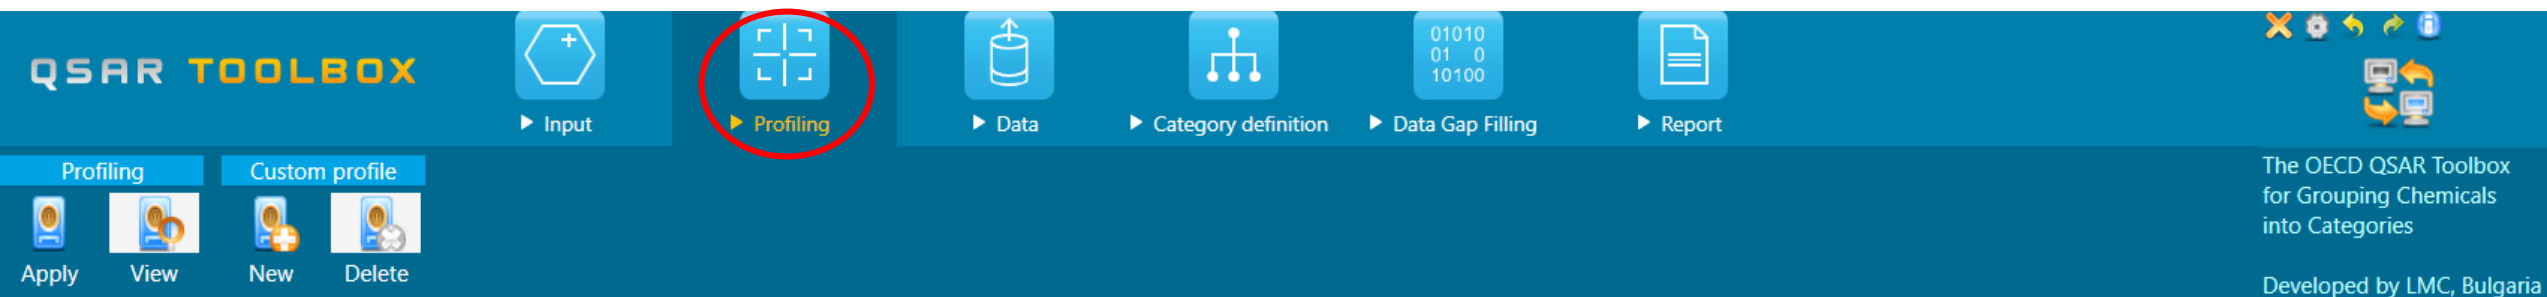 QSAR TOOLBOX
01010
01 0
10100
Input
Profiling
Data
Category definition
Data Gap Filling
Report
Profiling
Custom profile
Apply
View
New
Delete
The OECD QSAR Toolbox
for Grouping Chemicals
into Categories
Developed by LMC, Bulgaria